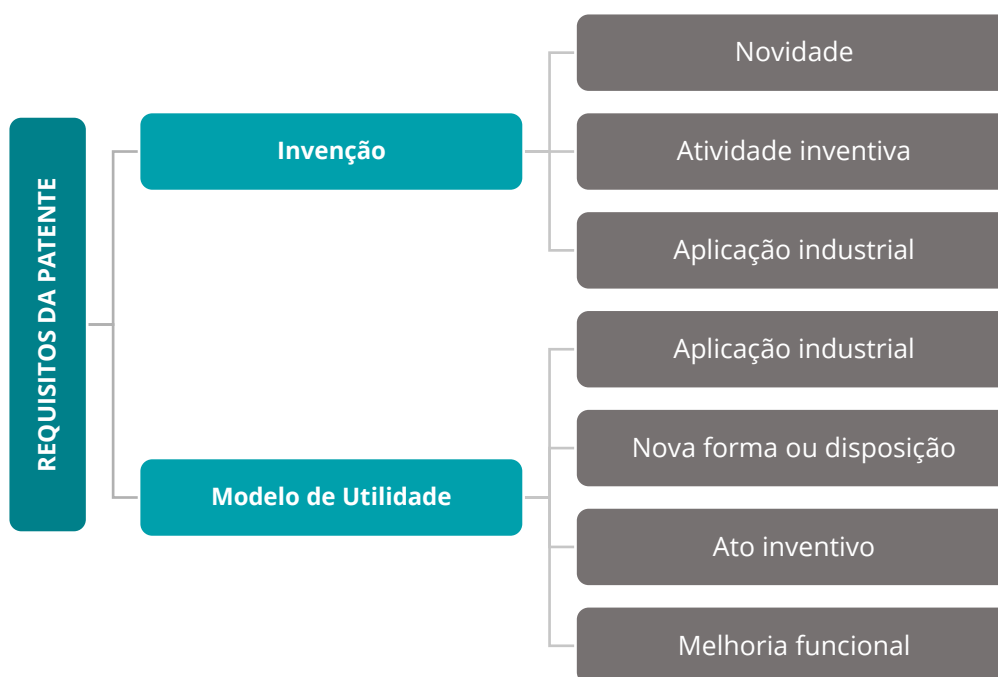 REQUISITOS DA PATENTE
Invenção
Novidade
Atividade inventiva
Aplicação industrial
Modelo de Utilidade
Aplicação industrial
Nova forma ou disposição
Ato inventivo
Melhoria funcional